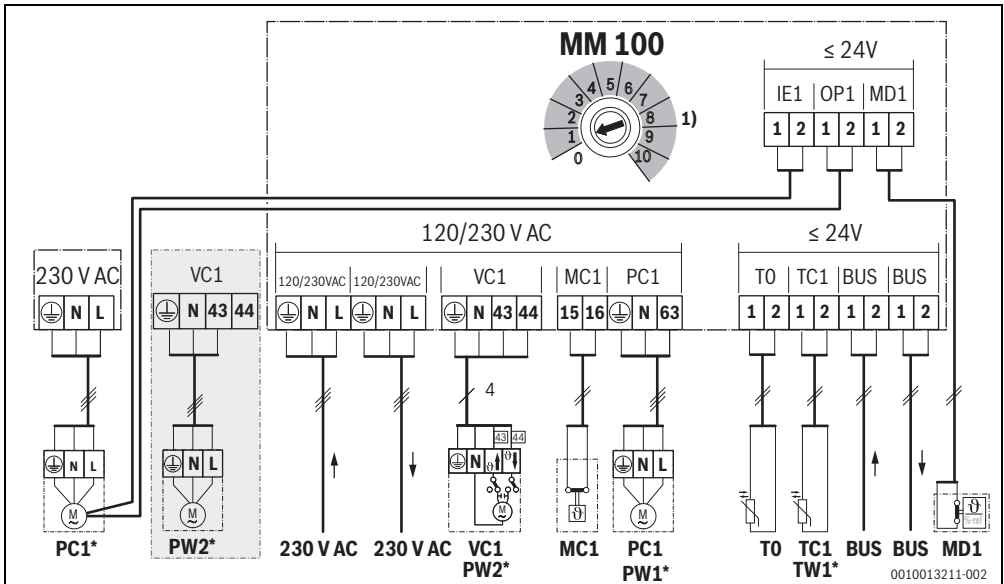 MM 100
≤ 24V
0 1 2 3 4 5 6 7 8 9 10
1)
IE1 OP1 MD1
1 2 1 2 1 2
120/230 V AC
≤ 24V
230 V AC
VC1
120/230VAC 120/230VAC
VC1
MC1 PC1
T0 TC1 BUS BUS
N L
N 43 44
N L
N L
N 43 44
15 16
N 63
1 2 1 2 1 2 1 2
4
43 44
N L
N L
N ϑ ϑ
N L
M
~
M
~
M
~
ϑ
M
~
ϑ
%-rel
PC1*
PW2*
230 V AC
230 V AC
VC1
PW2*
MC1
PC1
PW1*
T0
TC1
TW1*
BUS
BUS
MD1
0010013211-002